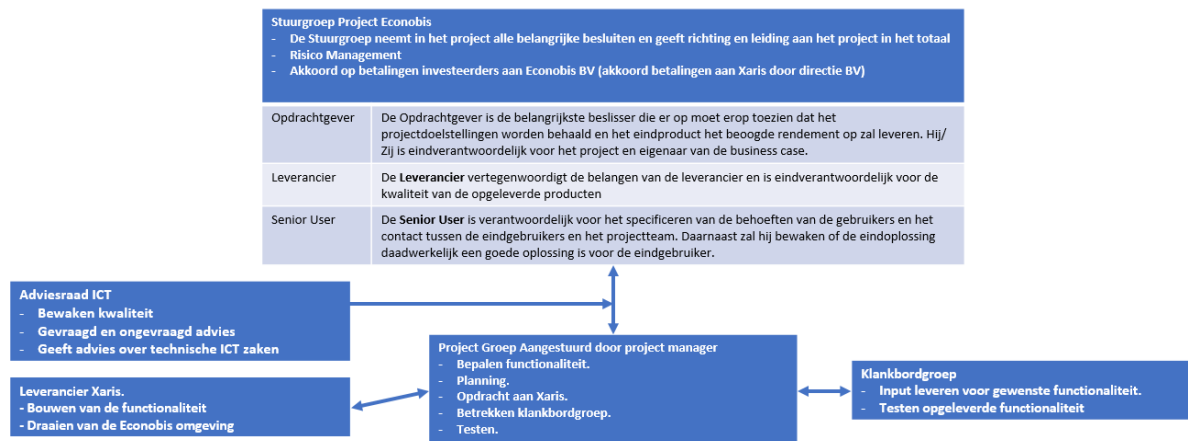 Stuurgroep Project Econobis
- De Stuurgroep neemt in het project alle belangrijke besluiten en geeft richting en leiding aan het project in het totaal
- Risico Management
- Akkoord op betalingen investeerders aan Econobis BV (akkoord betalingen aan Xaris door directie BV)
Opdrachtgever
De Opdrachtgever is de belangrijkste beslisser die er op moet erop toezien dat het
projectdoelstellingen worden behaald en het eindproduct het beoogde rendement op zal leveren. Hij/
Zij is eindverantwoordelijk voor het project en eigenaar van de business case.
Leverancier
De Leverancier vertegenwoordigt de belangen van de leverancier en is eindverantwoordelijk voor de
kwaliteit van de opgeleverde producten
Senior User
De Senior User is verantwoordelijk voor het specificeren van de behoeften van de gebruikers en het
contact tussen de eindgebruikers en het projectteam. Daarnaast zal hij bewaken of de eindoplossing
daadwerkelijk een goede oplossing is voor de eindgebruiker.
Adviesraad ICT
- Bewaken kwaliteit
- Gevraagd en ongevraagd advies
- Geeft advies over technische ICT zaken
Project Groep Aangestuurd door project manager
- Bepalen functionaliteit.
- Planning.
- Opdracht aan Xaris.
- Betrekken klankbordgroep.
- Testen.
Leverancier Xaris.
- Bouwen van de functionaliteit
- Draaien van de Econobis omgeving
Klankbordgroep
- Input leveren voor gewenste functionaliteit.
- Testen opgeleverde functionaliteit